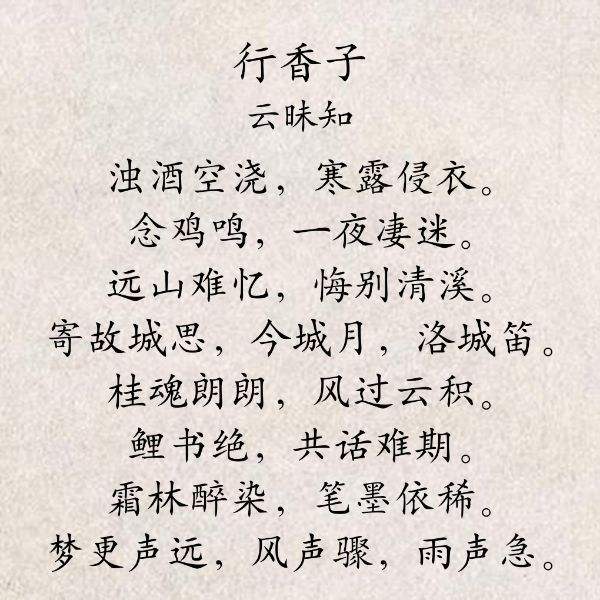 行香子
云昧知
浊酒空浇，寒露侵衣。
念鸡鸣，一夜凄迷。
远山难忆，悔别清溪。
寄故城思，今城月，洛城笛。
桂魂朗朗，风过云积。
鲤书绝，共话难期。
霜林醉染，笔墨依稀。
梦更声远，风声骤，雨声急。